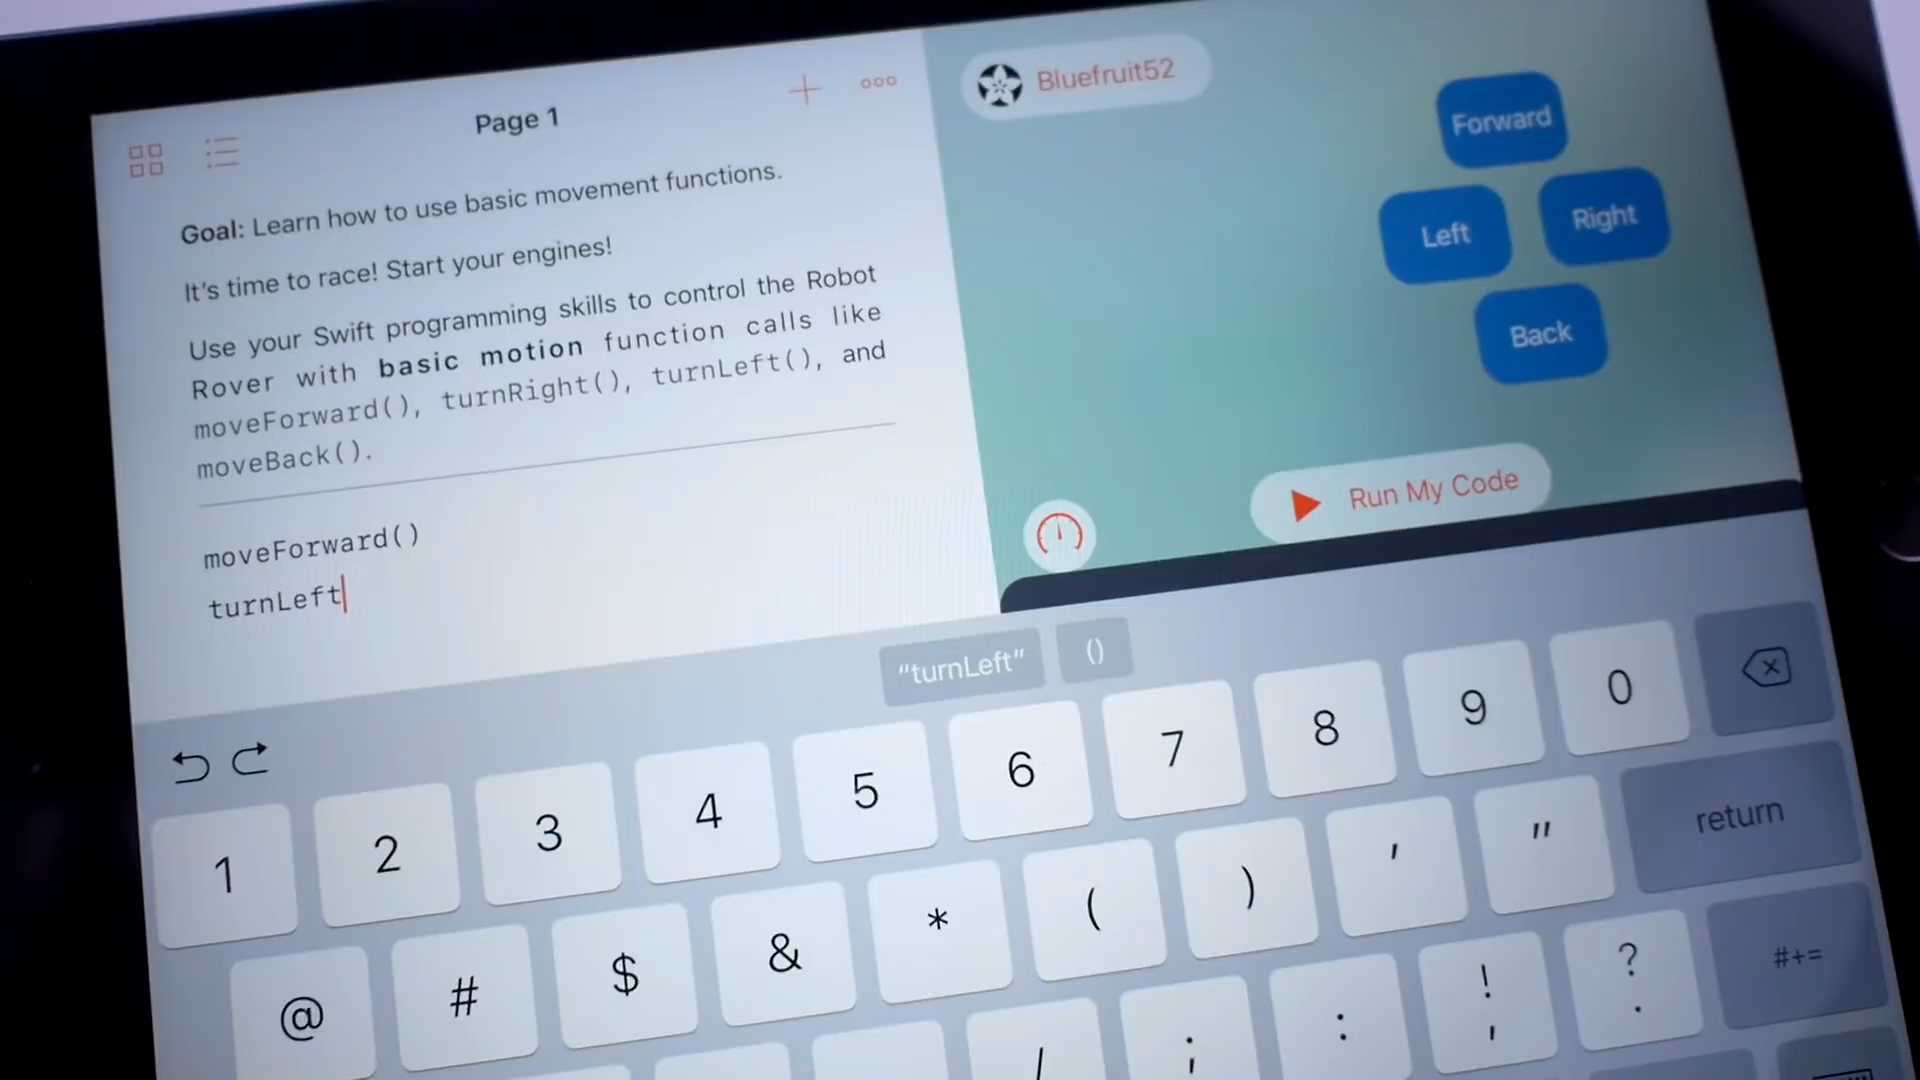 Page 1
Goal: Learn how to use basic movement functions.
It's time to race! Start your engines!
Use your Swift programming skills to control the Robot
Rover with basic motion function calls like
moveForward(), turnRight(), turnLeft(), and
moveBack().
moveForward()
turnLeft
Bluefruit52
Forward
Left
Right
Back
Run My Code
"turnLeft" ()
1 2 3 4 5 6 7 8 9 0
@ # $ & * ( ) ' " return
/ ; : ! , ? . #+=